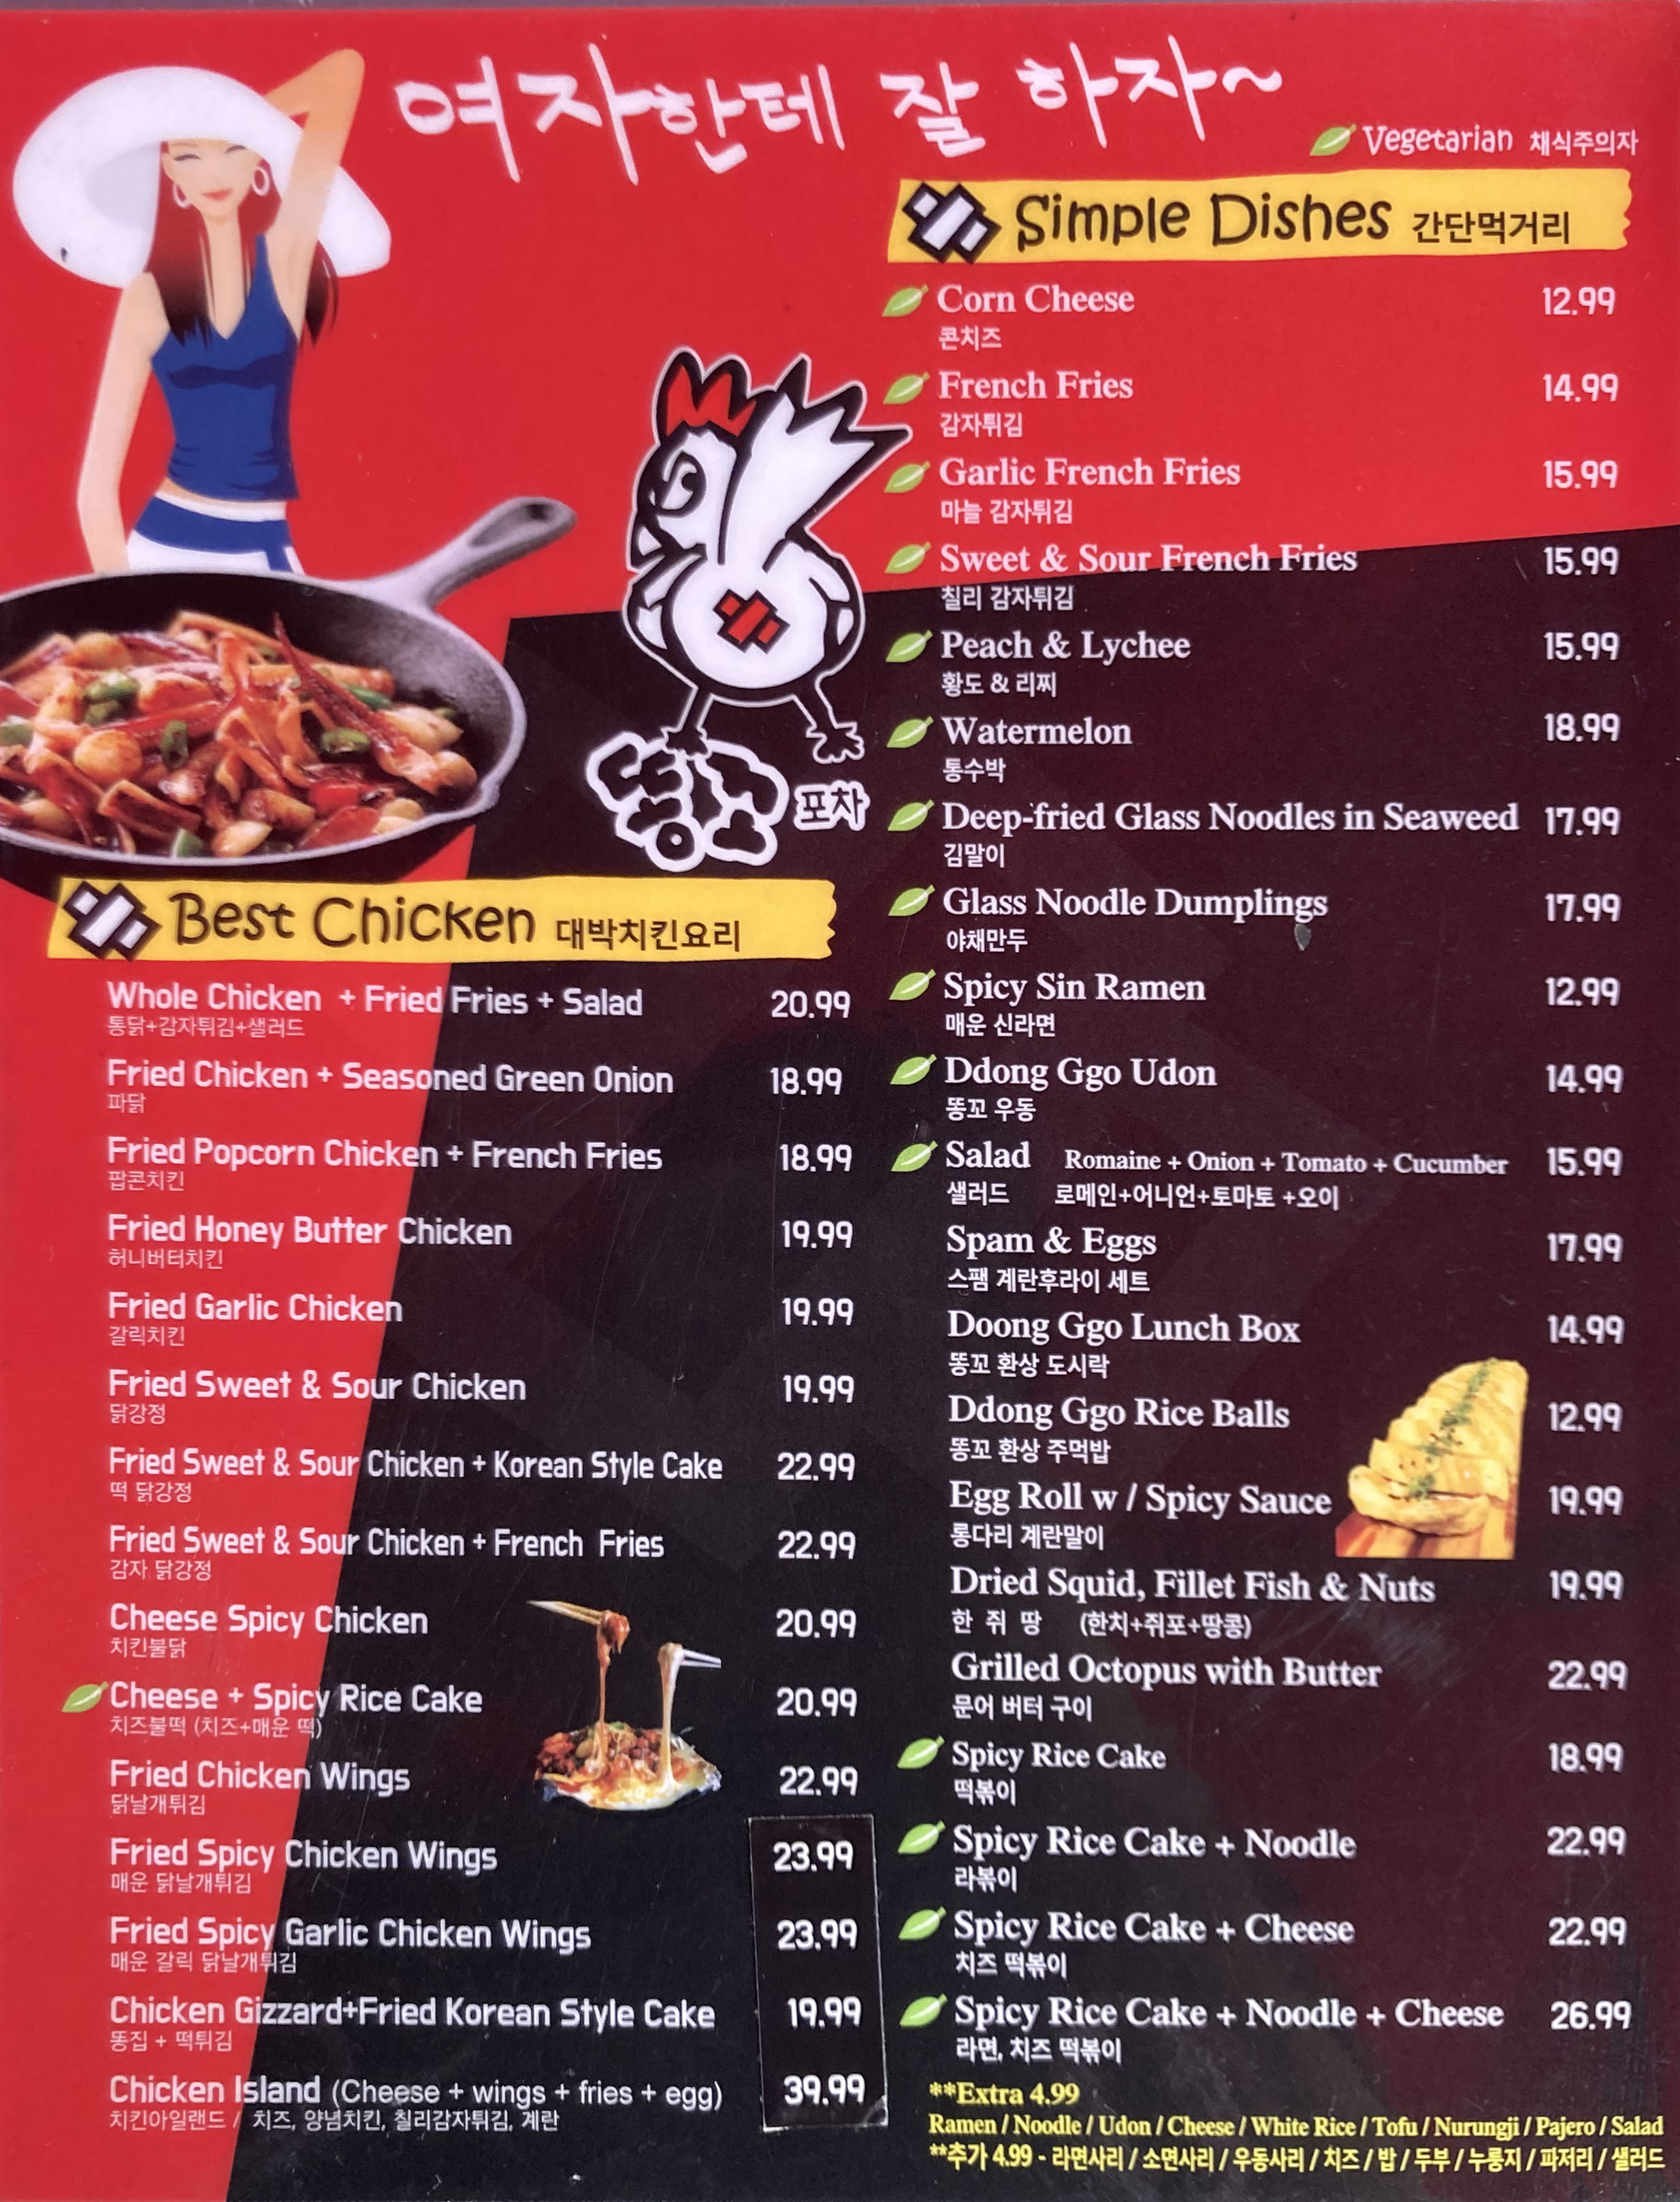 여자한테 잘 하자~
Vegetarian 채식주의자
Simple Dishes 간단먹거리
Corn Cheese 12.99
콘치즈
French Fries 14.99
감자튀김
Garlic French Fries 15.99
마늘 감자튀김
Sweet & Sour French Fries 15.99
칠리 감자튀김
Peach & Lychee 15.99
황도 & 리찌
Watermelon 18.99
통수박
Deep-fried Glass Noodles in Seaweed 17.99
김말이
Glass Noodle Dumplings 17.99
야채만두
Spicy Sin Ramen 12.99
매운 신라면
Ddong Ggo Udon 14.99
똥꼬 우동
Salad Romaine + Onion + Tomato + Cucumber 15.99
샐러드 로메인+어니언+토마토 +오이
Spam & Eggs 17.99
스팸 계란후라이 세트
Doong Ggo Lunch Box 14.99
똥꼬 환상 도시락
Ddong Ggo Rice Balls 12.99
똥꼬 환상 주먹밥
Egg Roll w / Spicy Sauce 19.99
롱다리 계란말이
Dried Squid, Fillet Fish & Nuts 19.99
한 쥐 땅 (한치+쥐포+땅콩)
Grilled Octopus with Butter 22.99
문어 버터 구이
Spicy Rice Cake 18.99
떡볶이
Spicy Rice Cake + Noodle 22.99
라볶이
Spicy Rice Cake + Cheese 22.99
치즈 떡볶이
Spicy Rice Cake + Noodle + Cheese 26.99
라면, 치즈 떡볶이
**Extra 4.99
Ramen / Noodle / Udon / Cheese / White Rice / Tofu / Nurungji / Pajero / Salad
**추가 4.99 - 라면사리 / 소면사리 / 우동사리 / 치즈 / 밥 / 두부 / 누룽지 / 파저리 / 샐러드
똥꼬 포차
Best Chicken 대박치킨요리
Whole Chicken + Fried Fries + Salad 20.99
통닭+감자튀김+샐러드
Fried Chicken + Seasoned Green Onion 18.99
파닭
Fried Popcorn Chicken + French Fries 18.99
팝콘치킨
Fried Honey Butter Chicken 19.99
허니버터치킨
Fried Garlic Chicken 19.99
갈릭치킨
Fried Sweet & Sour Chicken 19.99
닭강정
Fried Sweet & Sour Chicken + Korean Style Cake 22.99
떡 닭강정
Fried Sweet & Sour Chicken + French Fries 22.99
감자 닭강정
Cheese Spicy Chicken 20.99
치킨불닭
Cheese + Spicy Rice Cake 20.99
치즈불떡 (치즈+매운 떡)
Fried Chicken Wings 22.99
닭날개튀김
Fried Spicy Chicken Wings 23.99
매운 닭날개튀김
Fried Spicy Garlic Chicken Wings 23.99
매운 갈릭 닭날개튀김
Chicken Gizzard+Fried Korean Style Cake 19.99
똥집 + 떡튀김
Chicken Island (Cheese + wings + fries + egg) 39.99
치킨아일랜드 / 치즈, 양념치킨, 칠리감자튀김, 계란